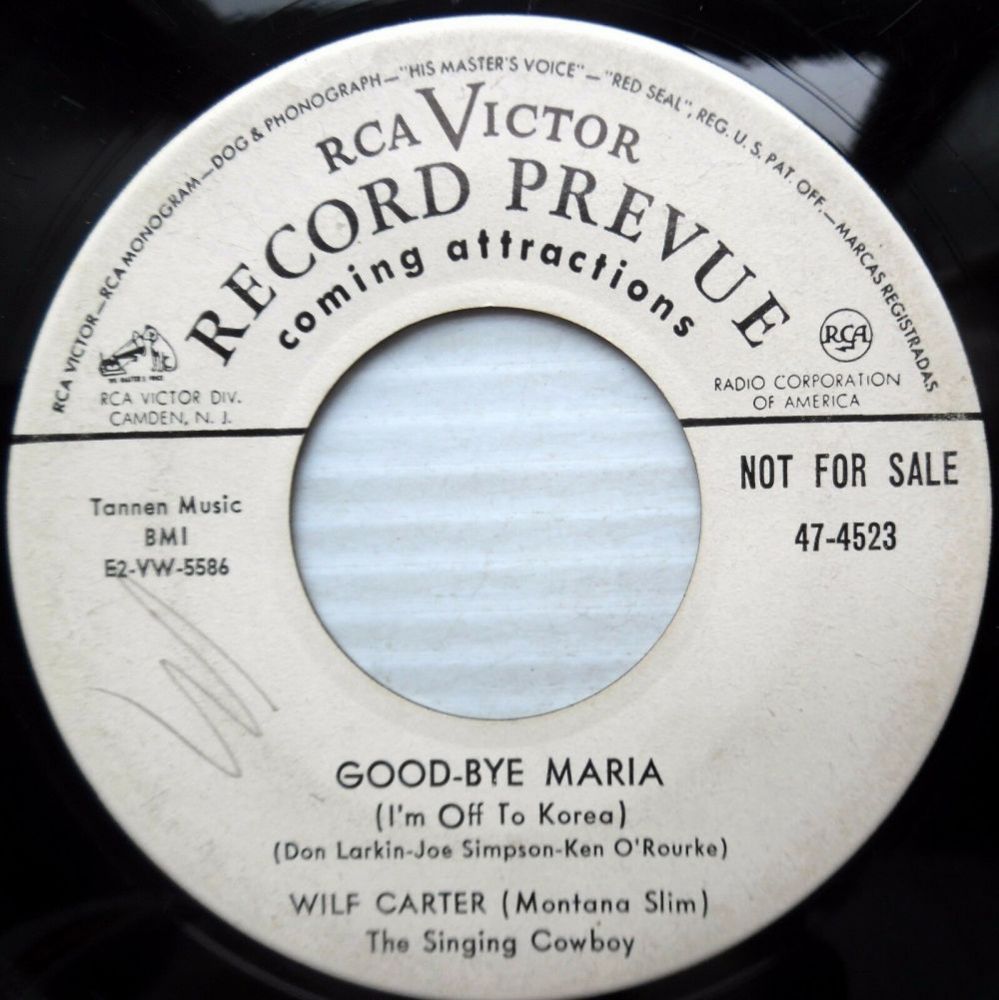 RCA VICTOR—RCA MONOGRAM—DOG & PHONOGRAPH—"HIS MASTER'S VOICE"—"RED SEAL", REG. U. S. PAT. OFF.—MARCAS REGISTRADAS
RCA VICTOR
RECORD PREVUE
coming attractions
HIS MASTER'S VOICE
RCA VICTOR DIV.
CAMDEN, N. J.
RCA
RADIO CORPORATION
OF AMERICA
NOT FOR SALE
47-4523
Tannen Music
BMI
E2-VW-5586
GOOD-BYE MARIA
(I'm Off To Korea)
(Don Larkin-Joe Simpson-Ken O'Rourke)
WILF CARTER (Montana Slim)
The Singing Cowboy